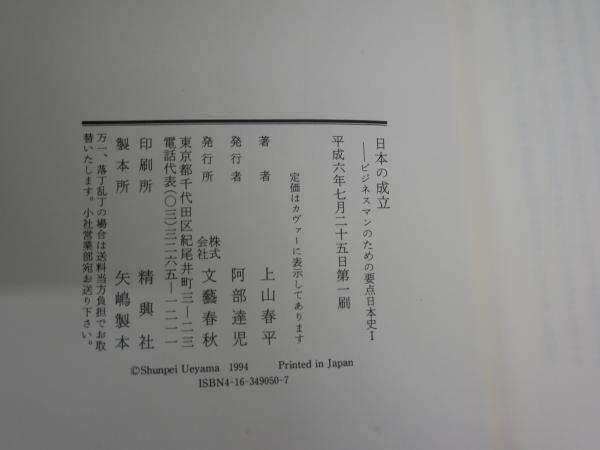 日本の成立
──ビジネスマンのための要点日本史Ⅰ
平成六年七月二十五日第一刷
定価はカヴァーに表示してあります
著者 上山春平
発行者 阿部達児
発行所 株式会社 文藝春秋
東京都千代田区紀尾井町三―二三
電話代表(〇三)三二六五―一二一一
印刷所 精興社
製本所 矢嶋製本
万一、落丁乱丁の場合は送料当方負担でお取
替いたします。小社営業部宛お送り下さい。
©Shunpei Ueyama 1994 Printed in Japan
ISBN4-16-349050-7